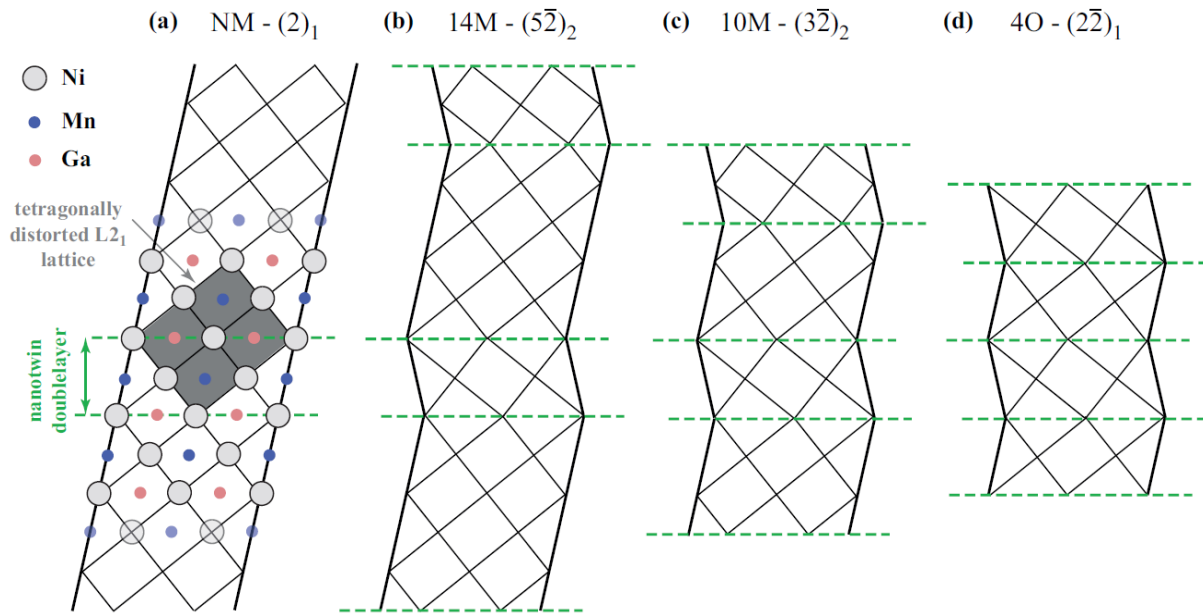 (a) NM - (2)₁
(b) 14M - (52̅)₂
(c) 10M - (32̅)₂
(d) 4O - (22̅)₁
Ni
Mn
Ga
tetragonally
distorted L2₁
lattice
nanotwin
doublelayer